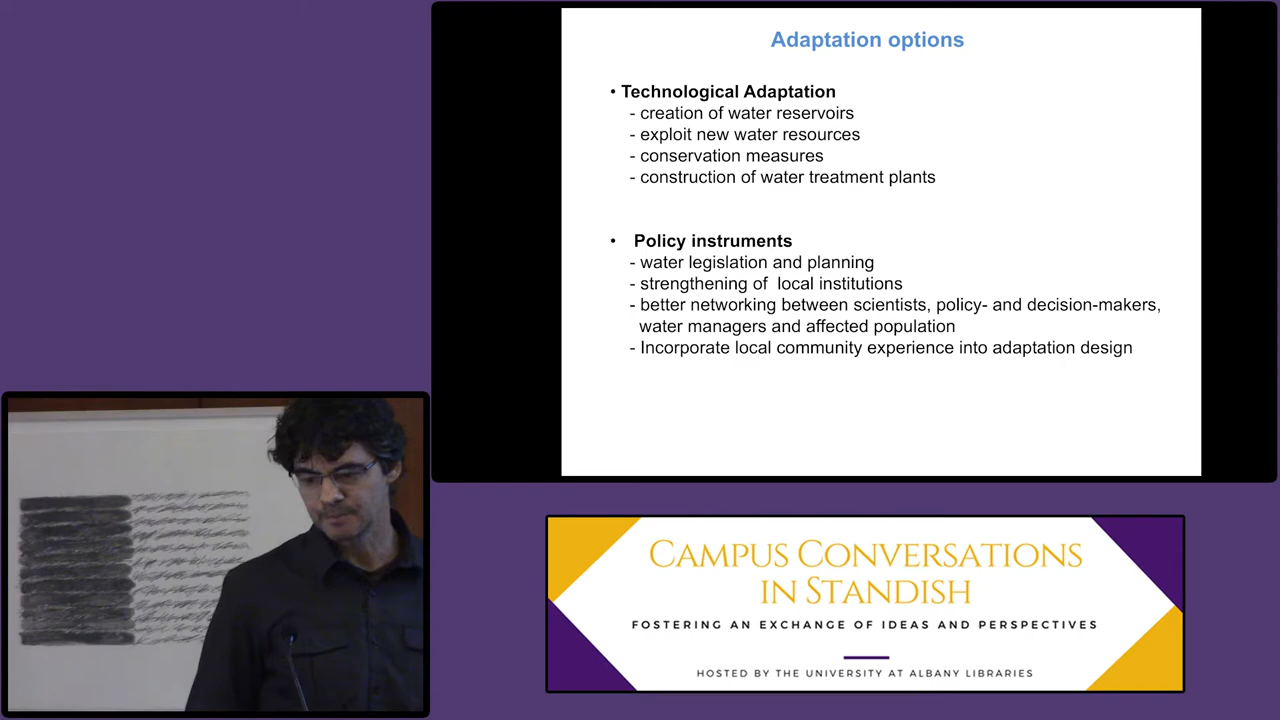 Adaptation options
• Technological Adaptation
- creation of water reservoirs
- exploit new water resources
- conservation measures
- construction of water treatment plants
• Policy instruments
- water legislation and planning
- strengthening of local institutions
- better networking between scientists, policy- and decision-makers,
water managers and affected population
- Incorporate local community experience into adaptation design
CAMPUS CONVERSATIONS
IN STANDISH
FOSTERING AN EXCHANGE OF IDEAS AND PERSPECTIVES
HOSTED BY THE UNIVERSITY AT ALBANY LIBRARIES